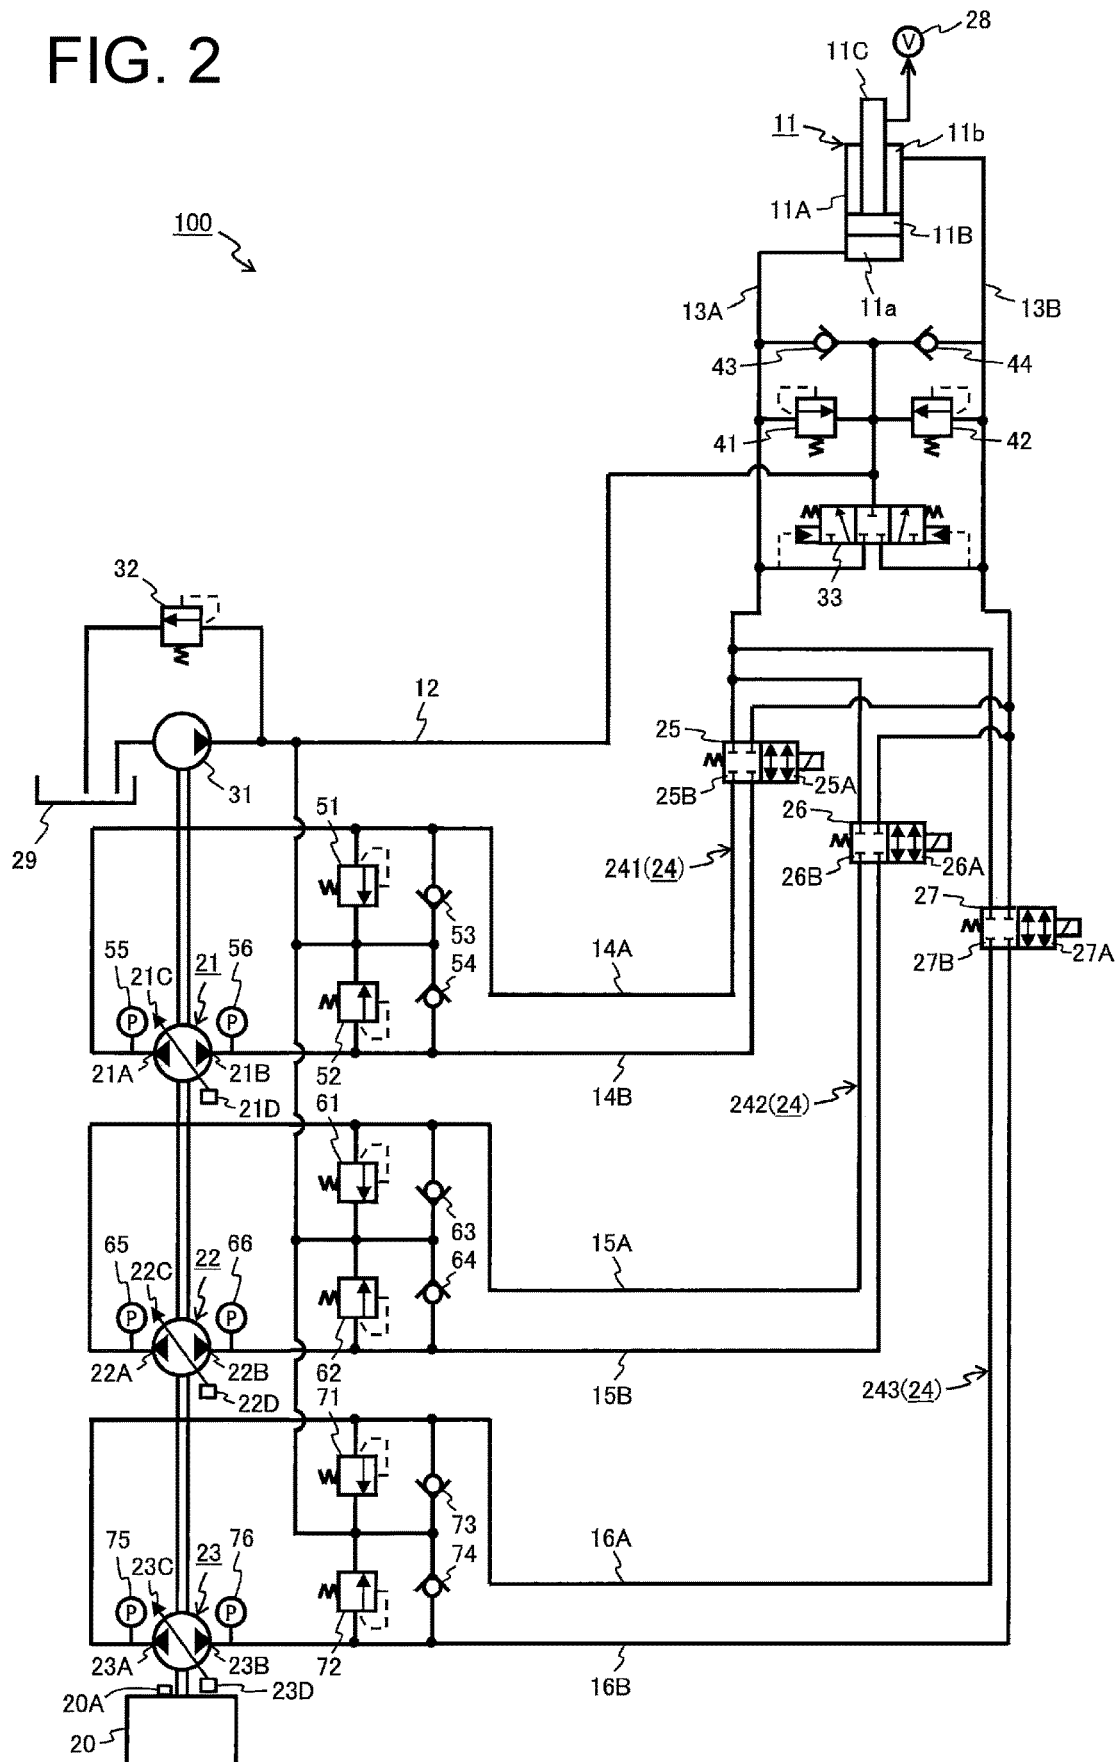 FIG. 2
28
V
11C
11
11b
11A
100
11B
13A
11a
13B
43
44
41
42
32
33
12
25
31
25A
25B
29
51
26
241(24)
26B
26A
27
53
55
56
54
14A
27B
27A
21C
21
P
P
21A
21B
52
14B
21D
61
242(24)
63
65
66
64
15A
22C
22
P
P
22A
22B
62
15B
243(24)
22D
71
73
75
76
74
16A
23C
23
P
P
23A
23B
72
16B
20A
23D
20